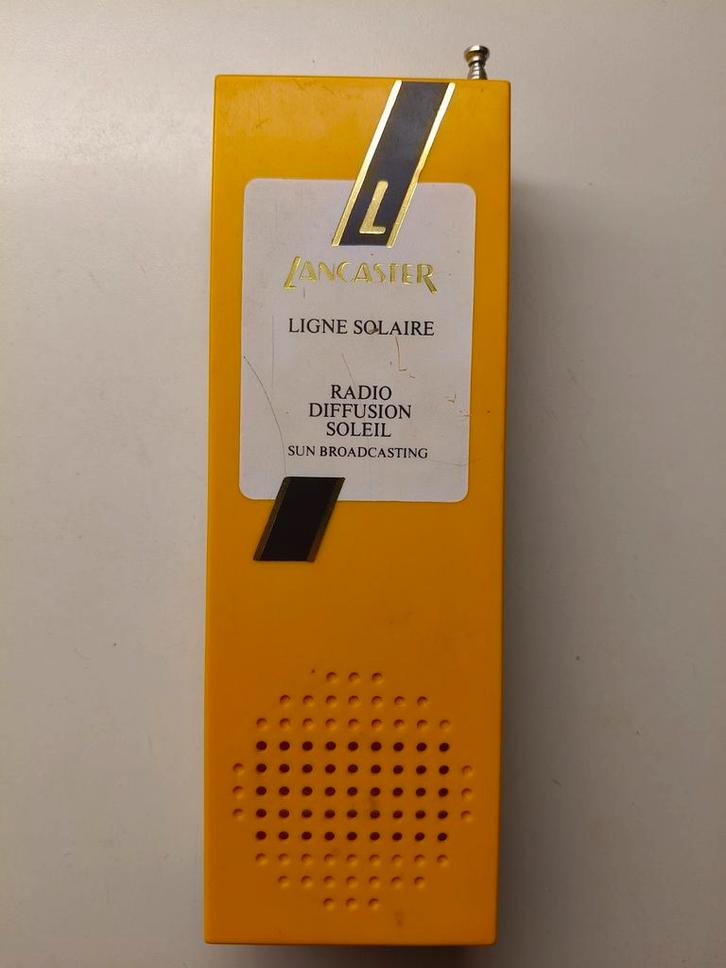 L
LANCASTER
LIGNE SOLAIRE
RADIO
DIFFUSION
SOLEIL
SUN BROADCASTING